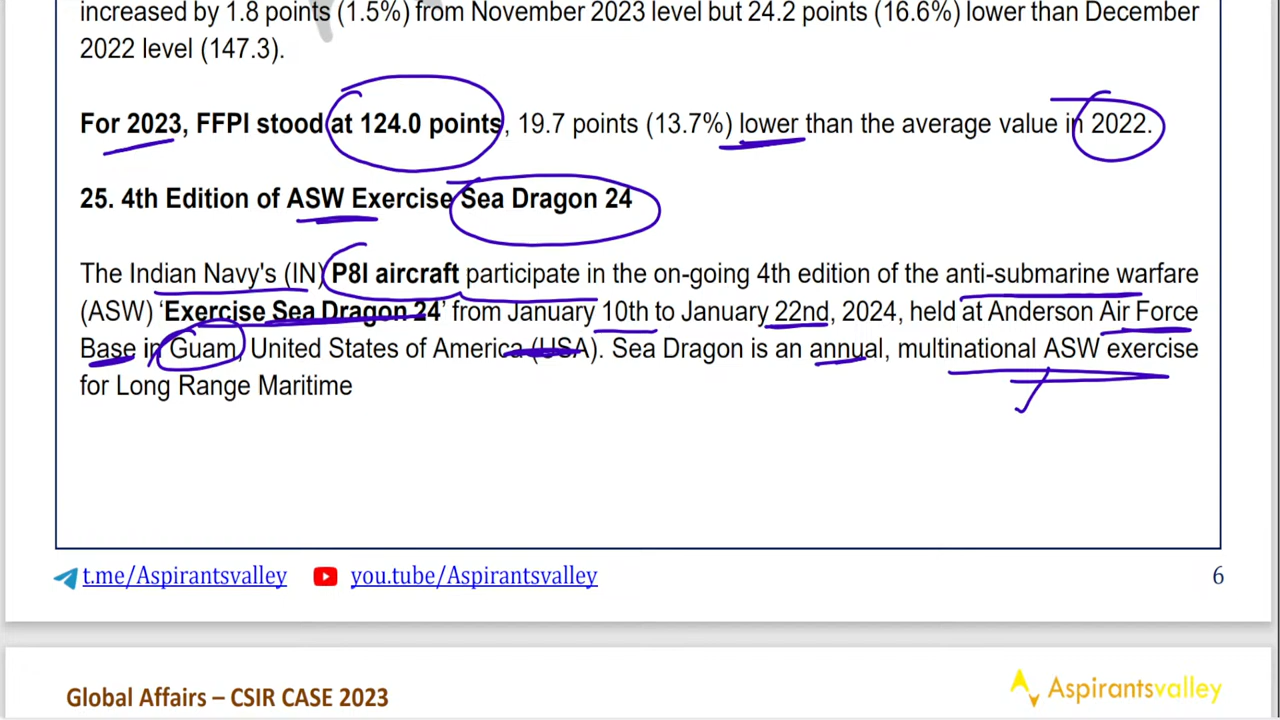 increased by 1.8 points (1.5%) from November 2023 level but 24.2 points (16.6%) lower than December
2022 level (147.3).
For 2023, FFPI stood at 124.0 points, 19.7 points (13.7%) lower than the average value in 2022.
25. 4th Edition of ASW Exercise Sea Dragon 24
The Indian Navy's (IN) P8I aircraft participate in the on-going 4th edition of the anti-submarine warfare
(ASW) ‘Exercise Sea Dragon 24’ from January 10th to January 22nd, 2024, held at Anderson Air Force
Base in Guam, United States of America (USA). Sea Dragon is an annual, multinational ASW exercise
for Long Range Maritime
t.me/Aspirantsvalley you.tube/Aspirantsvalley 6
Global Affairs – CSIR CASE 2023 Aspirantsvalley